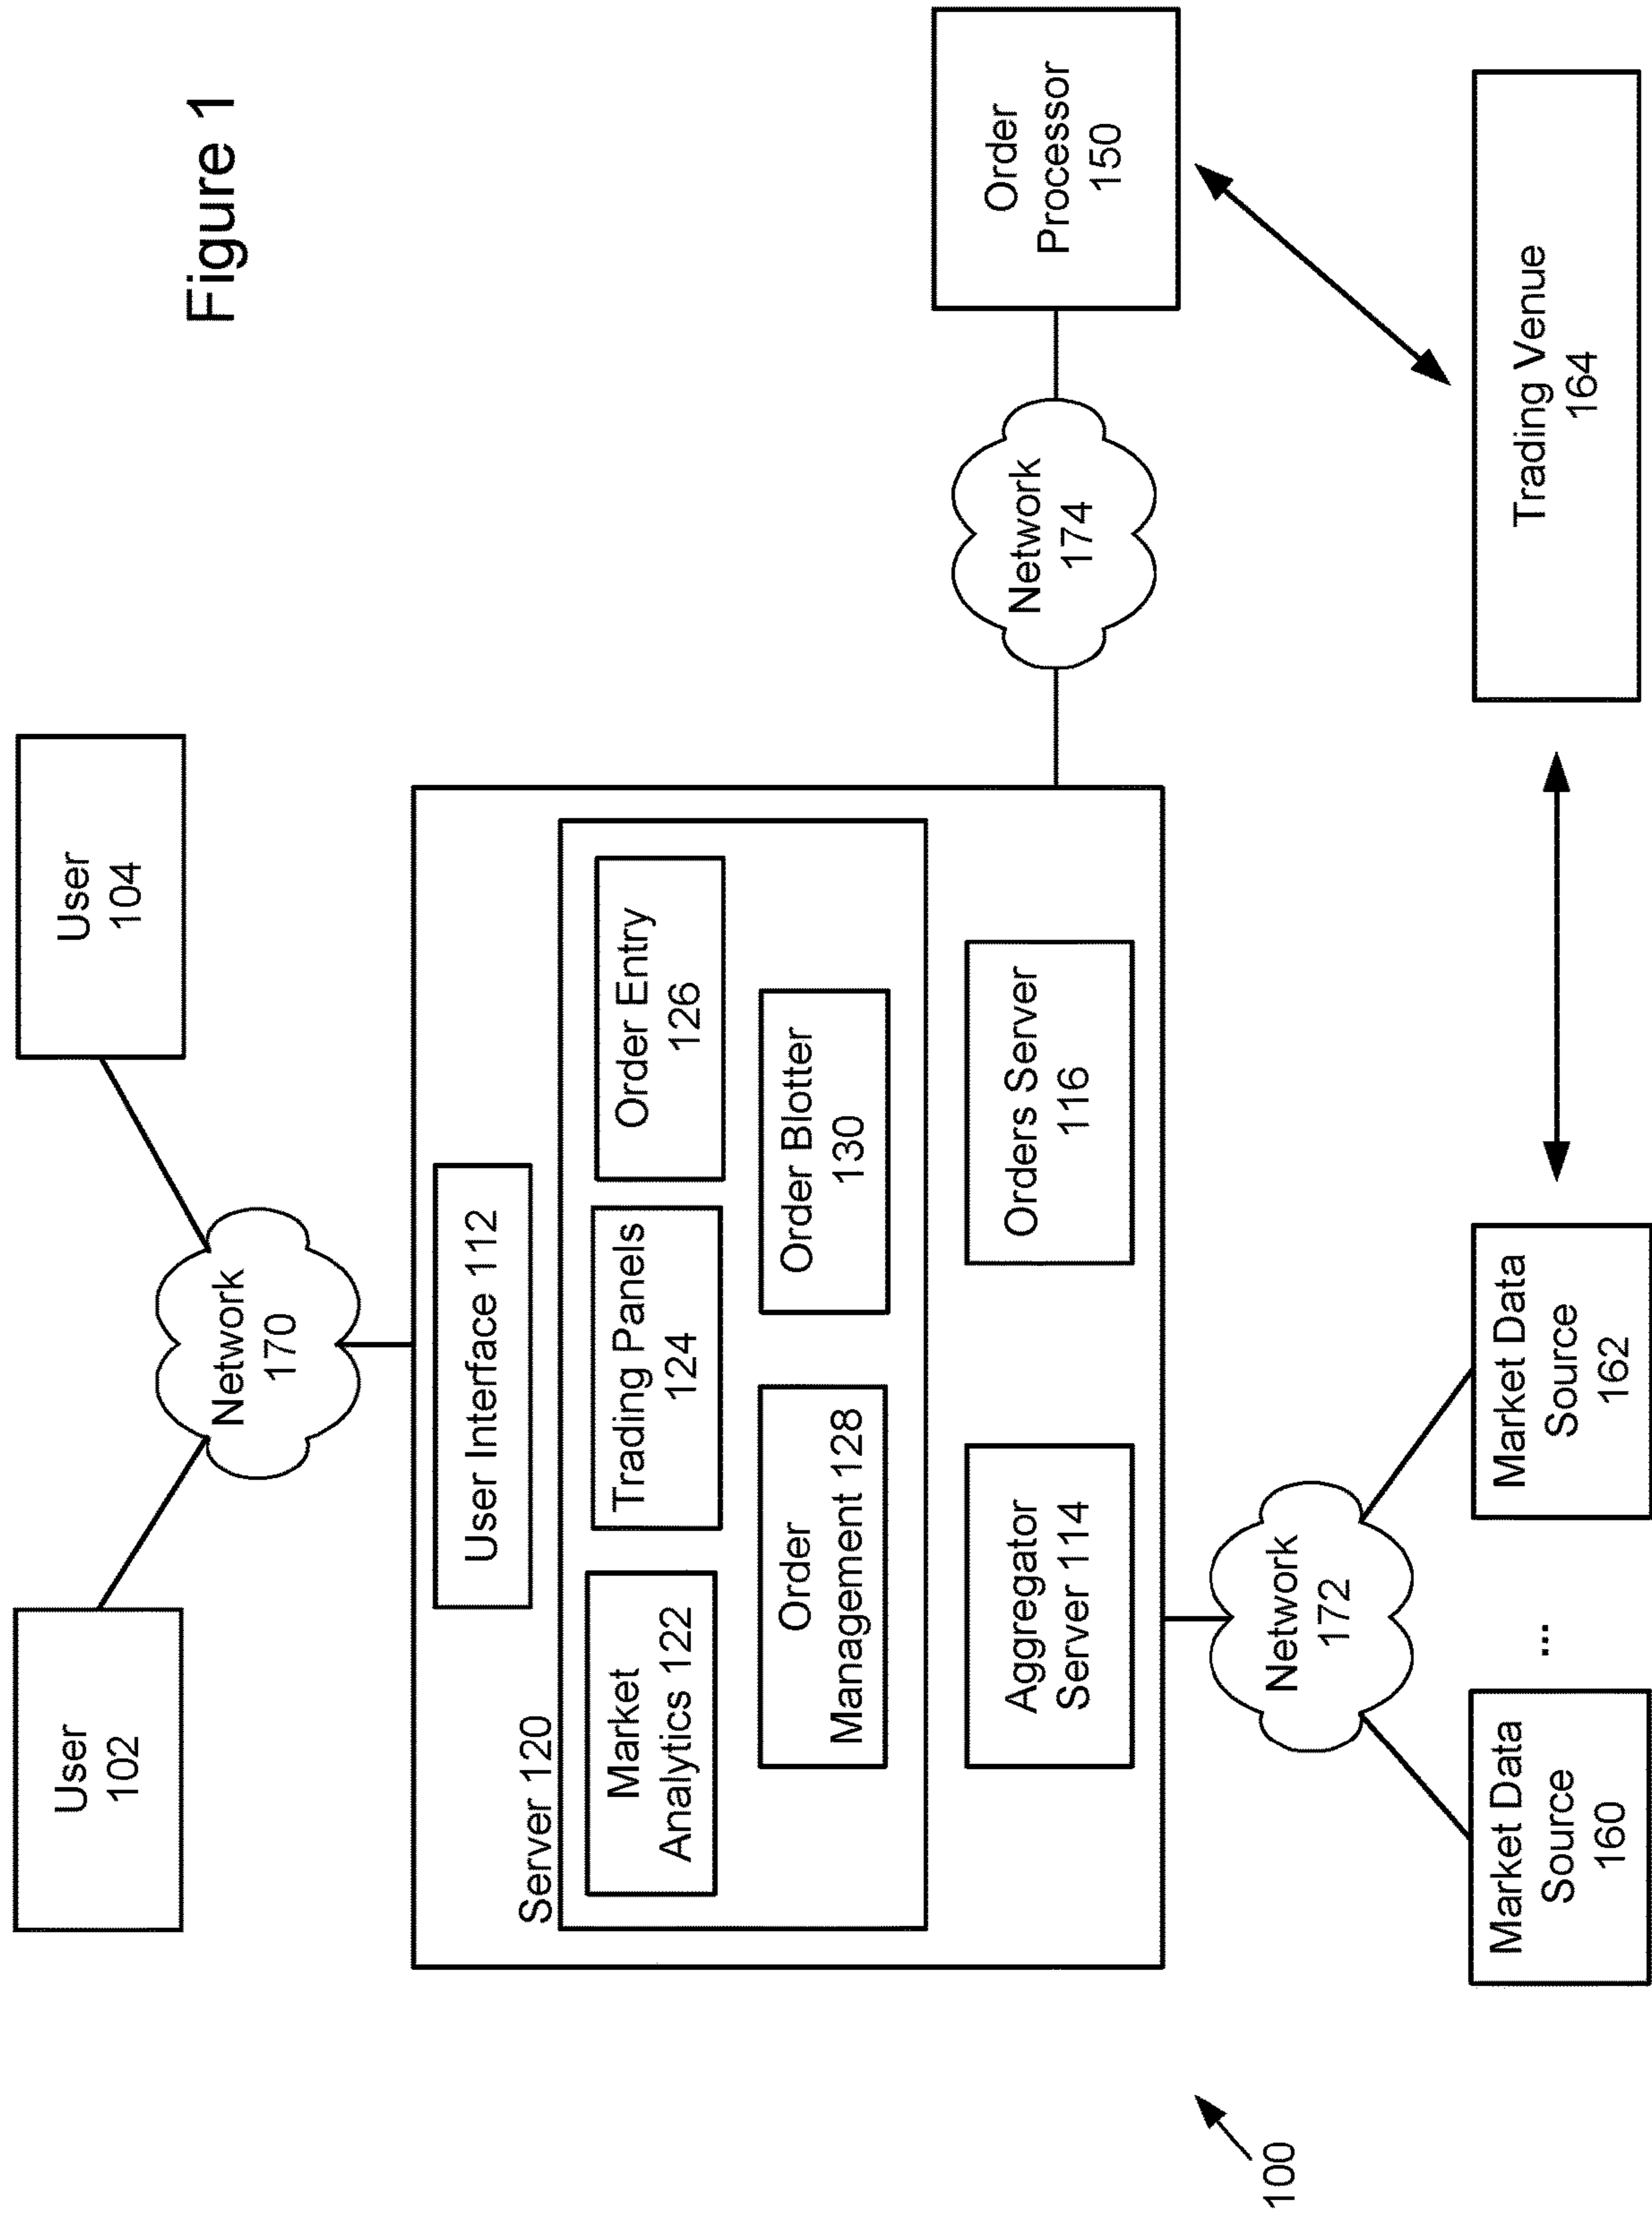 Figure 1
User
102
User
104
Network
170
User Interface 112
Server 120
Market
Analytics 122
Trading Panels
124
Order Entry
126
Order
Management 128
Order Blotter
130
Aggregator
Server 114
Orders Server
116
Network
174
Order
Processor
150
Network
172
Market Data
Source
160
...
Market Data
Source
162
Trading Venue
164
100